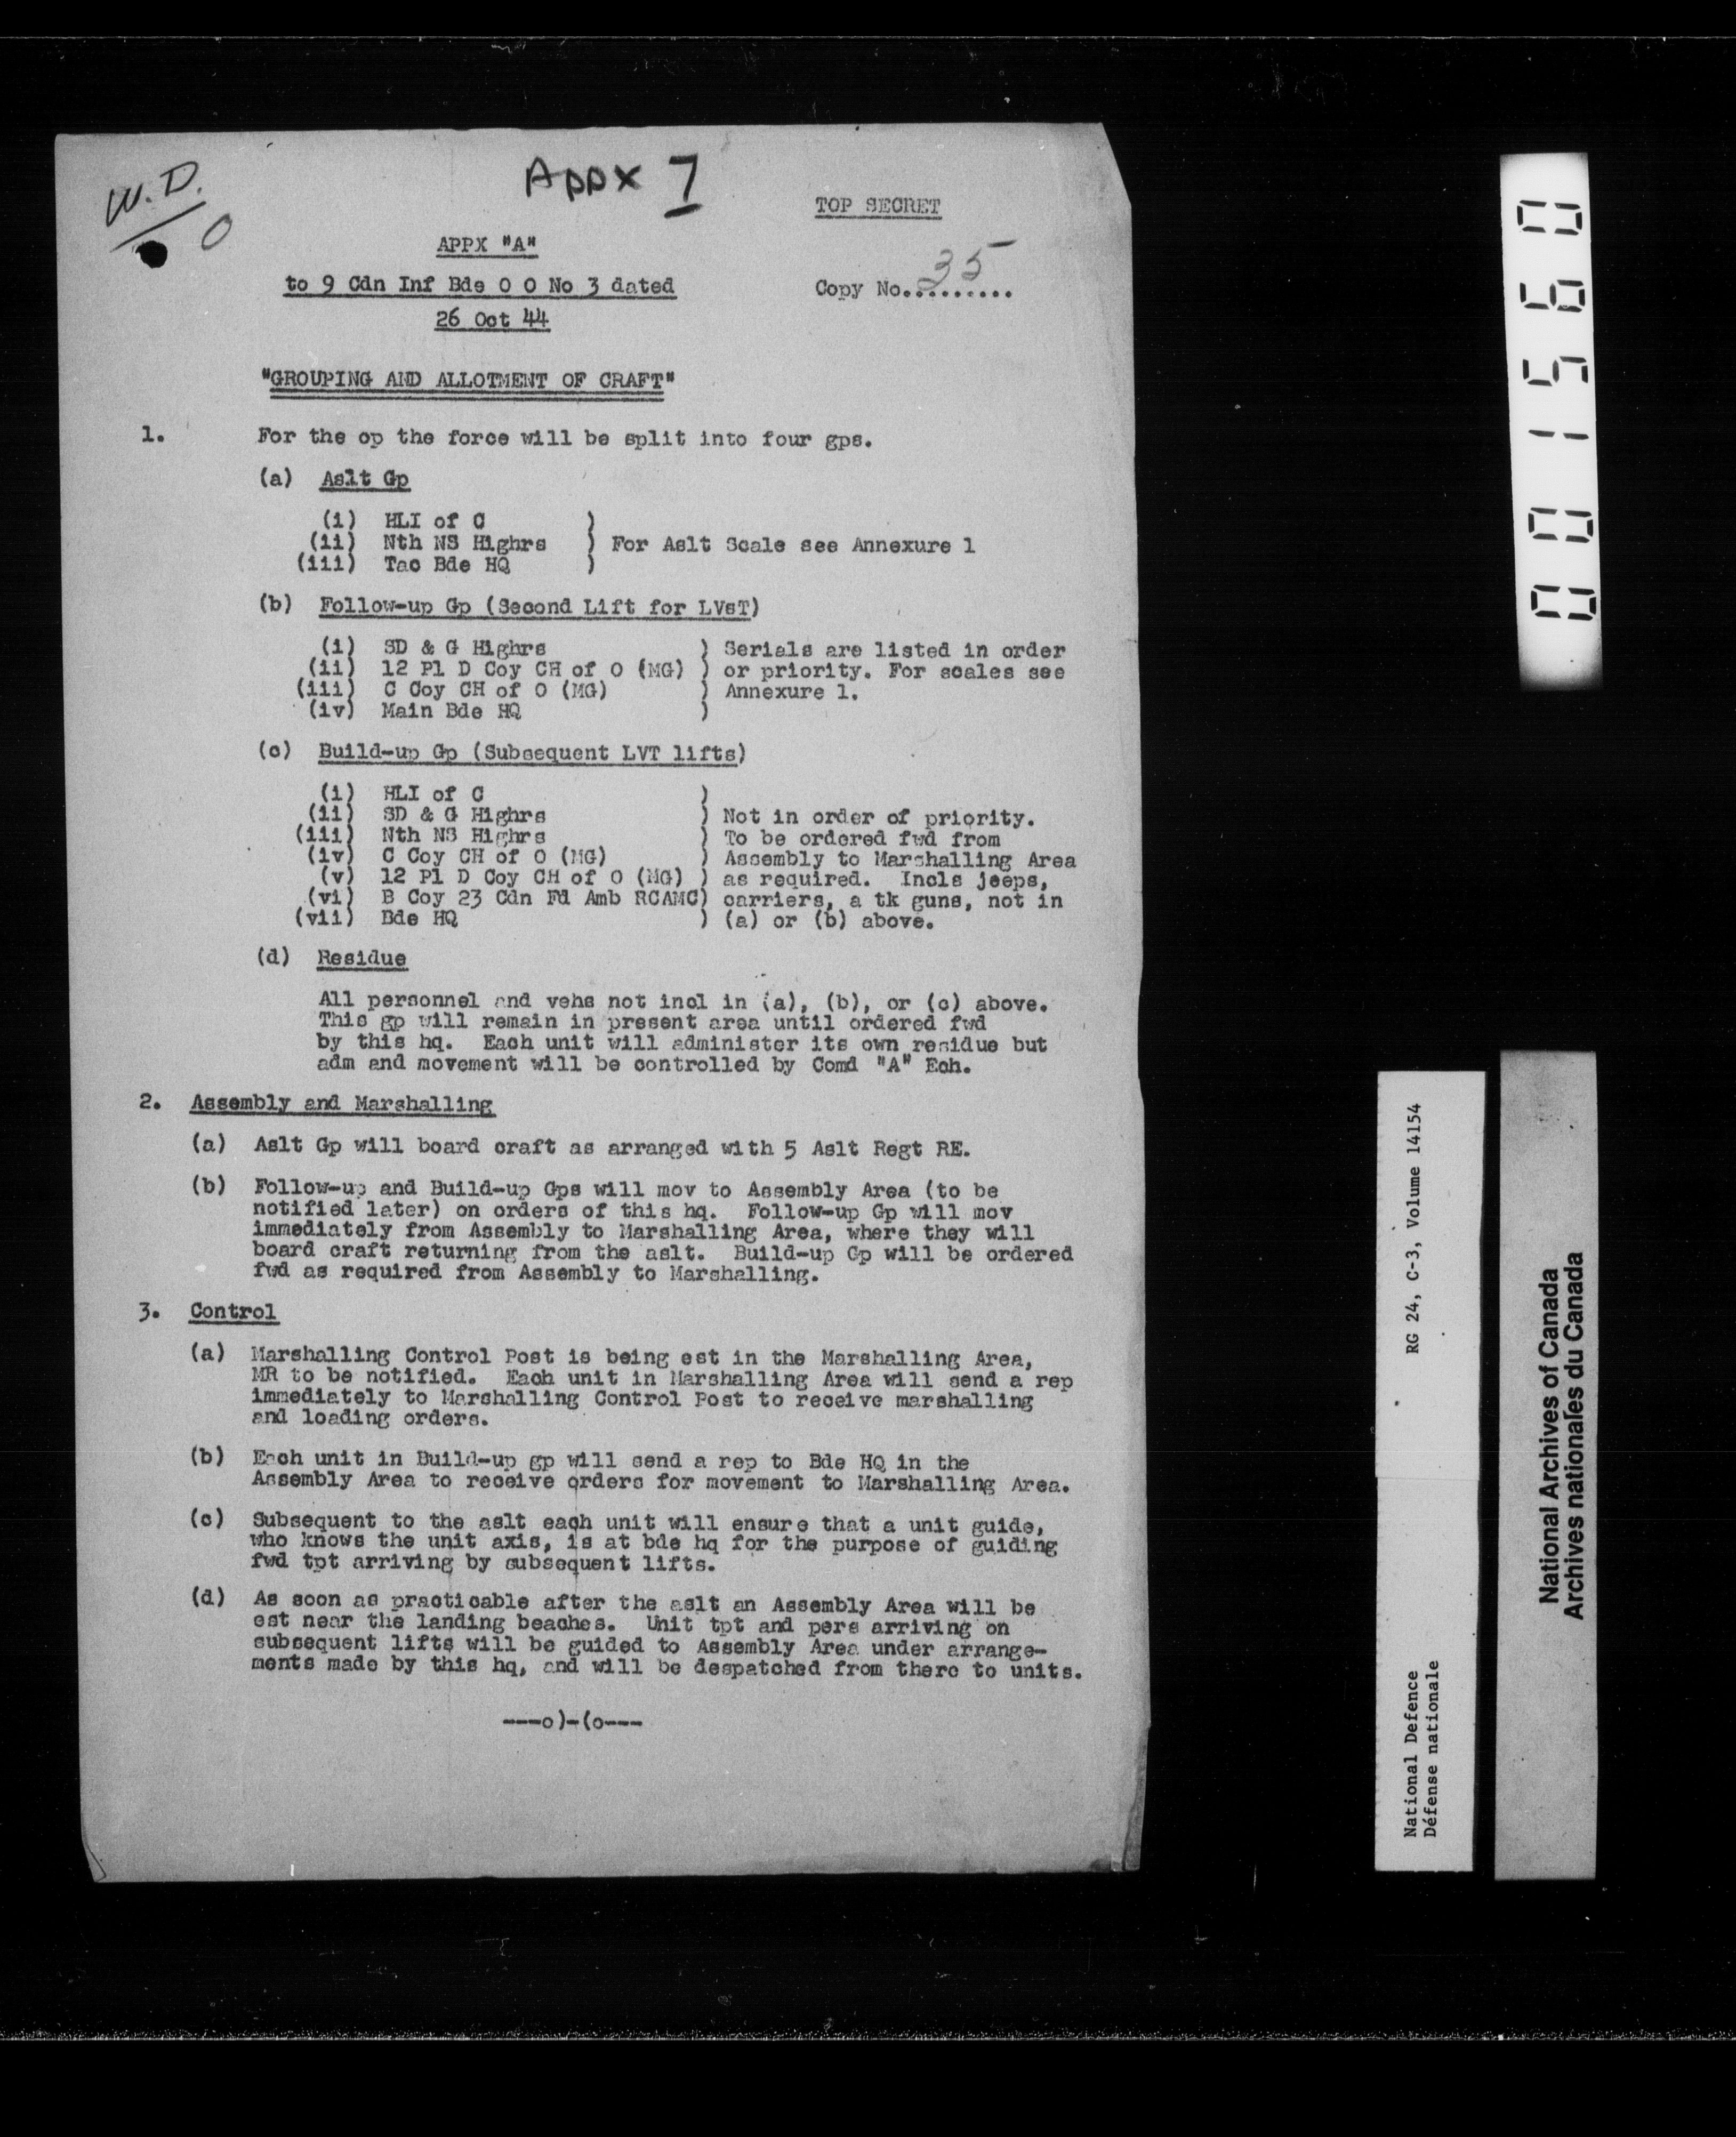 W.D.
0
Appx 7
TOP SECRET
APPX "A"
to 9 Cdn Inf Bde O O No 3 dated
Copy No..........
35
26 Oct 44
"GROUPING AND ALLOTMENT OF CRAFT"
1. For the op the force will be split into four gps.
(a) Aslt Gp
(i) HLI of C )
(ii) Nth NS Highrs ) For Aslt Scale see Annexure 1
(iii) Tac Bde HQ )
(b) Follow-up Gp (Second Lift for LVsT)
(i) SD & G Highrs ) Serials are listed in order
(ii) 12 Pl D Coy CH of O (MG) ) or priority. For scales see
(iii) C Coy CH of O (MG) ) Annexure 1.
(iv) Main Bde HQ )
(c) Build-up Gp (Subsequent LVT lifts)
(i) HLI of C )
(ii) SD & G Highrs ) Not in order of priority.
(iii) Nth NS Highrs ) To be ordered fwd from
(iv) C Coy CH of O (MG) ) Assembly to Marshalling Area
(v) 12 Pl D Coy CH of O (MG) ) as required. Incls jeeps,
(vi) B Coy 23 Cdn Fd Amb RCAMC) carriers, a tk guns, not in
(vii) Bde HQ ) (a) or (b) above.
(d) Residue
All personnel and vehs not incl in (a), (b), or (c) above.
This gp will remain in present area until ordered fwd
by this hq. Each unit will administer its own residue but
adm and movement will be controlled by Comd "A" Ech.
2. Assembly and Marshalling
(a) Aslt Gp will board craft as arranged with 5 Aslt Regt RE.
(b) Follow-up and Build-up Gps will mov to Assembly Area (to be
notified later) on orders of this hq. Follow-up Gp will mov
immediately from Assembly to Marshalling Area, where they will
board craft returning from the aslt. Build-up Gp will be ordered
fwd as required from Assembly to Marshalling.
3. Control
(a) Marshalling Control Post is being est in the Marshalling Area,
MR to be notified. Each unit in Marshalling Area will send a rep
immediately to Marshalling Control Post to receive marshalling
and loading orders.
(b) Each unit in Build-up gp will send a rep to Bde HQ in the
Assembly Area to receive orders for movement to Marshalling Area.
(c) Subsequent to the aslt each unit will ensure that a unit guide,
who knows the unit axis, is at bde hq for the purpose of guiding
fwd tpt arriving by subsequent lifts.
(d) As soon as practicable after the aslt an Assembly Area will be
est near the landing beaches. Unit tpt and pers arriving on
subsequent lifts will be guided to Assembly Area under arrange-
ments made by this hq, and will be despatched from there to units.
---o)-(o---
001560
RG 24, C-3, Volume 14154
National Defence
Défense nationale
National Archives of Canada
Archives nationales du Canada